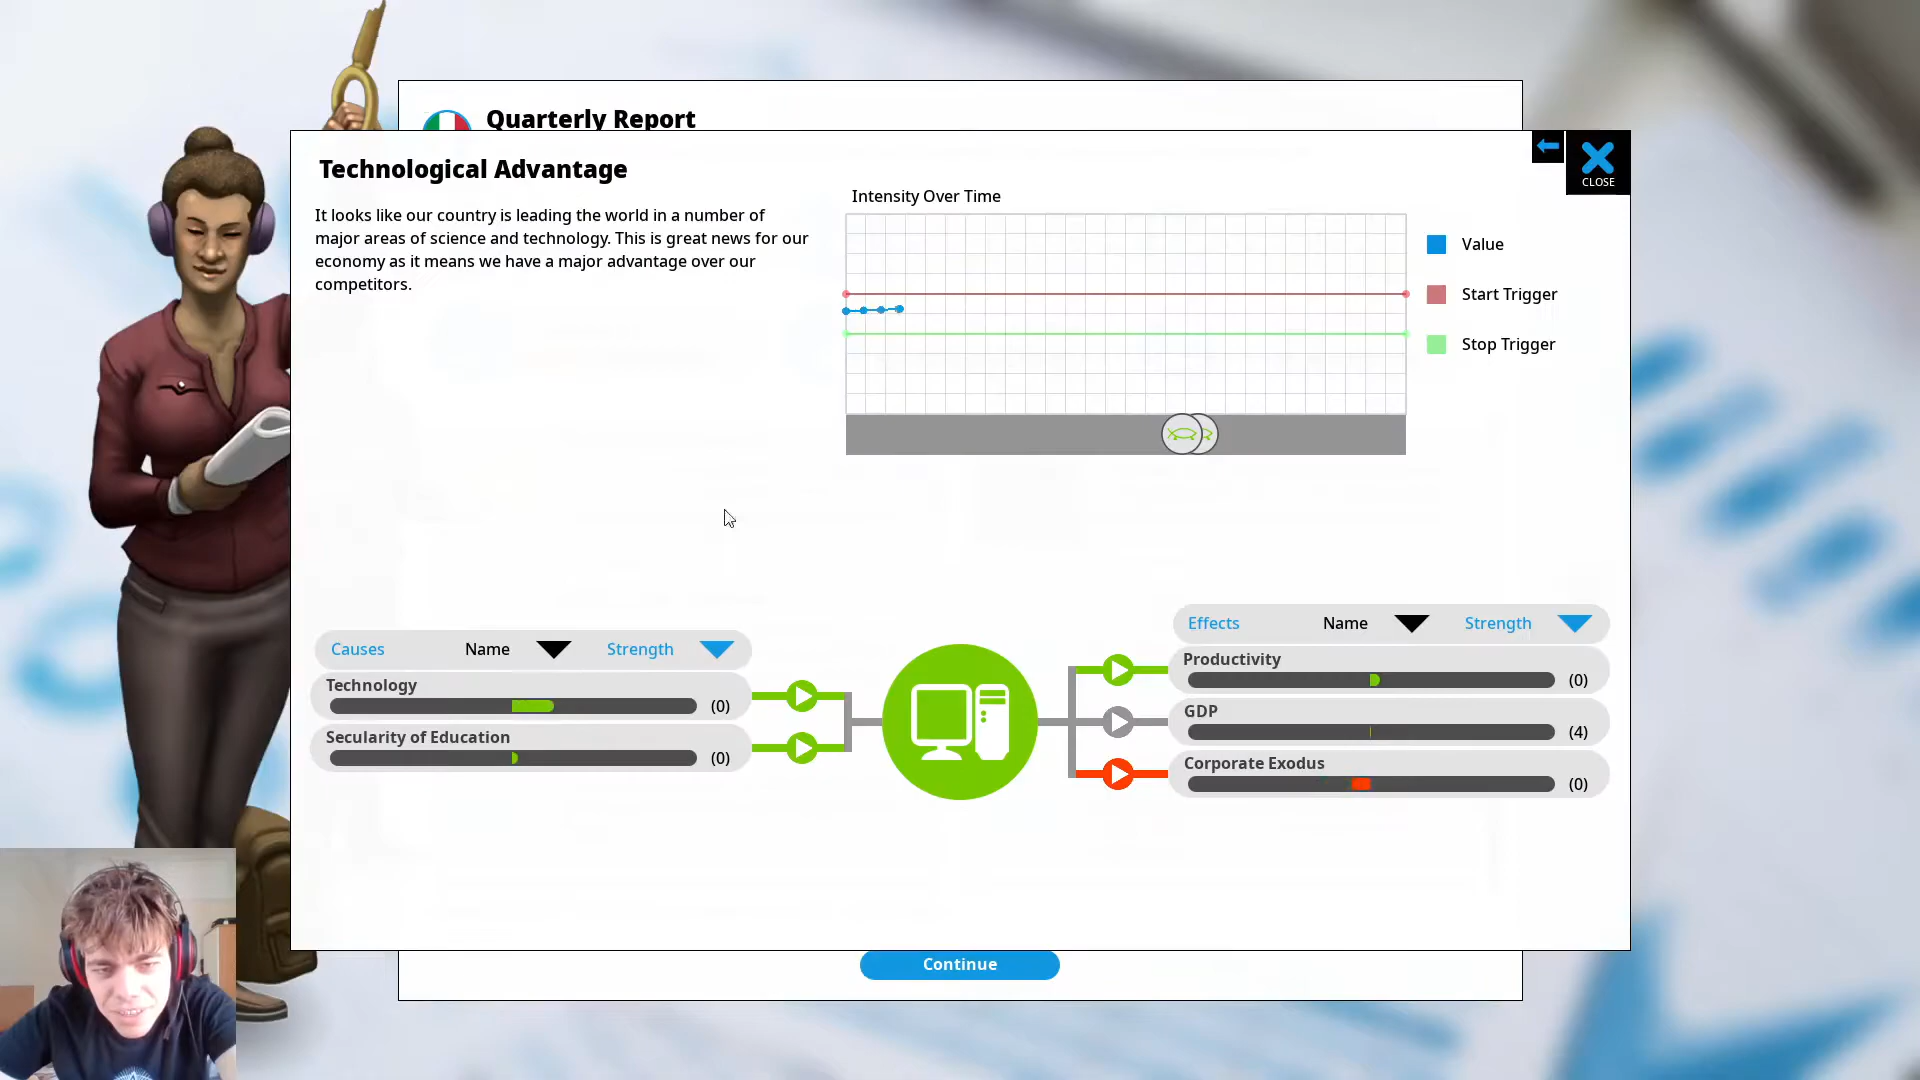 Quarterly Report
Technological Advantage
CLOSE
It looks like our country is leading the world in a number of
major areas of science and technology. This is great news for our
economy as it means we have a major advantage over our
competitors.
Intensity Over Time
Value
Start Trigger
Stop Trigger
Causes Name Strength
Technology
(0)
Secularity of Education
(0)
Effects Name Strength
Productivity
(0)
GDP
(4)
Corporate Exodus
(0)
Continue